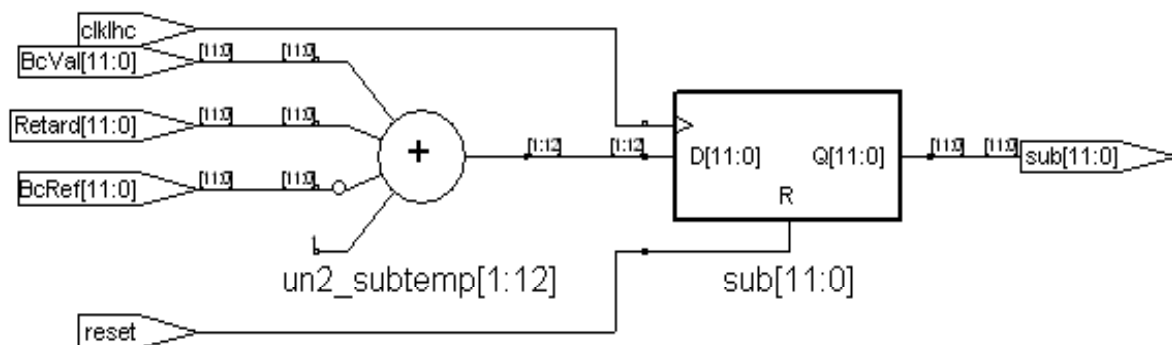 clklhc
BcVal[11:0] [11:0] [11:0]
Retard[11:0] [11:0] [11:0]
+
[1:12] [1:12]
D[11:0] Q[11:0]
[11:0] [11:0]
sub[11:0]
BcRef[11:0] [11:0] [11:0]
R
1
un2_subtemp[1:12]
sub[11:0]
reset